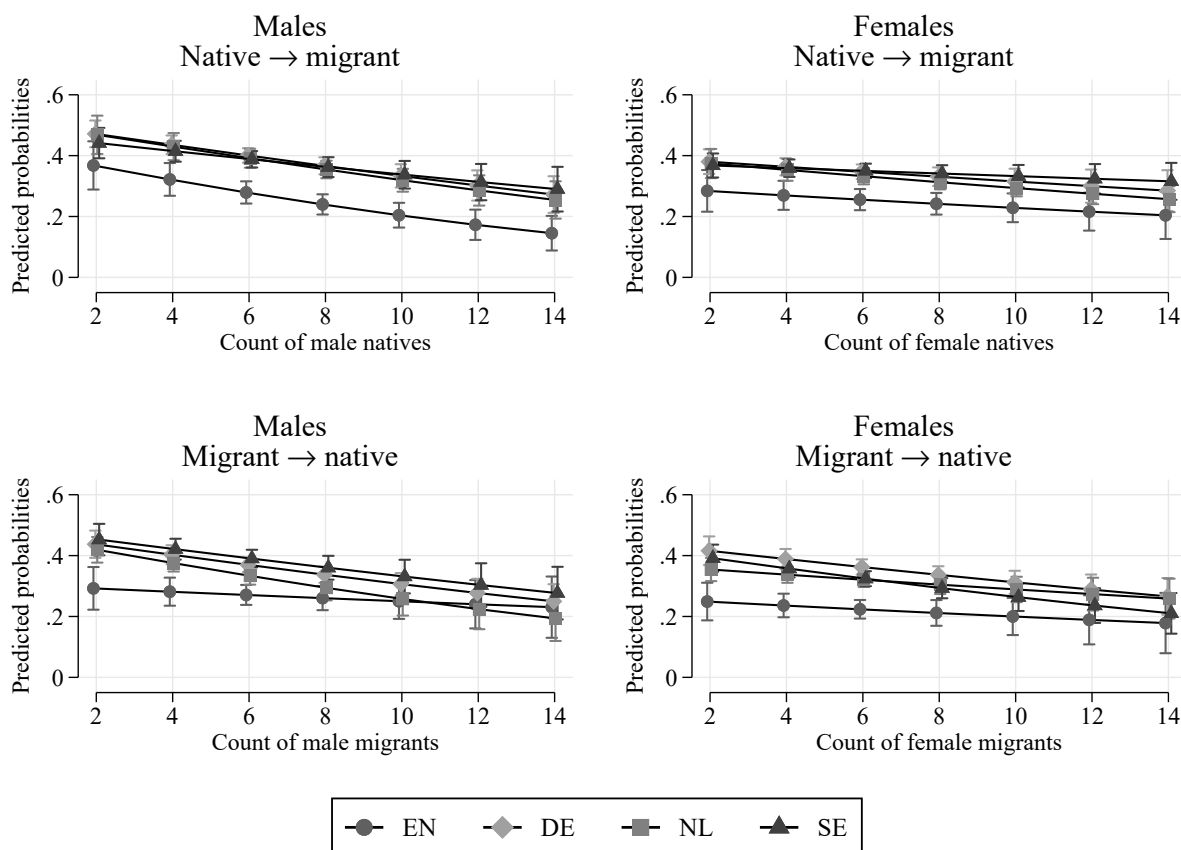 Males
Native → migrant
Predicted probabilities
.6
.4
.2
0
2 4 6 8 10 12 14
Count of male natives
Females
Native → migrant
Predicted probabilities
.6
.4
.2
0
2 4 6 8 10 12 14
Count of female natives
Males
Migrant → native
Predicted probabilities
.6
.4
.2
0
2 4 6 8 10 12 14
Count of male migrants
Females
Migrant → native
Predicted probabilities
.6
.4
.2
0
2 4 6 8 10 12 14
Count of female migrants
EN DE NL SE